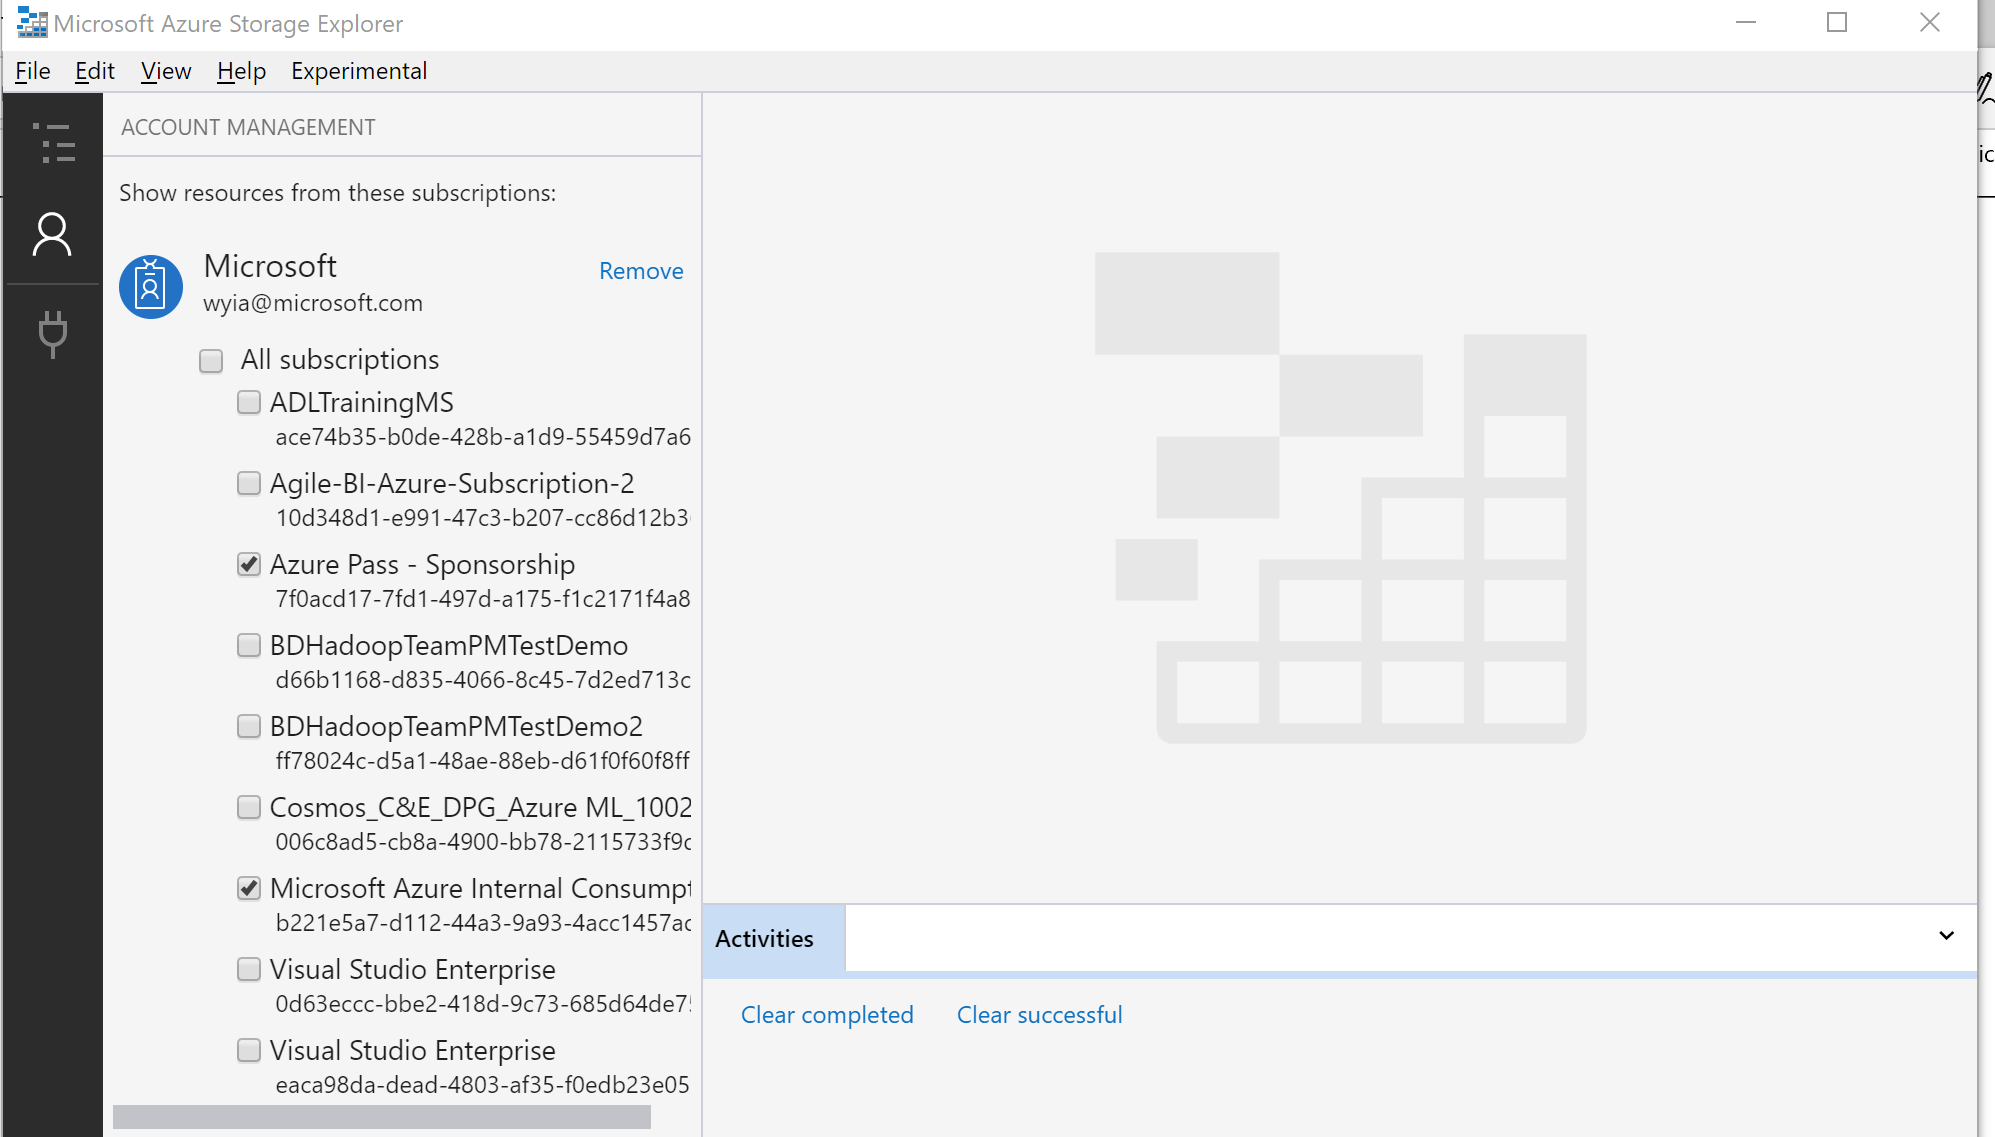 Microsoft Azure Storage Explorer
File Edit View Help Experimental
ACCOUNT MANAGEMENT
Show resources from these subscriptions:
Microsoft
Remove
wyia@microsoft.com
All subscriptions
ADLTrainingMS
ace74b35-b0de-428b-a1d9-55459d7a6
Agile-BI-Azure-Subscription-2
10d348d1-e991-47c3-b207-cc86d12b3
Azure Pass - Sponsorship
7f0acd17-7fd1-497d-a175-f1c2171f4a8
BDHadoopTeamPMTestDemo
d66b1168-d835-4066-8c45-7d2ed713c
BDHadoopTeamPMTestDemo2
ff78024c-d5a1-48ae-88eb-d61f0f60f8ff
Cosmos_C&E_DPG_Azure ML_1002
006c8ad5-cb8a-4900-bb78-2115733f9c
Microsoft Azure Internal Consumpt
b221e5a7-d112-44a3-9a93-4acc1457ac
Visual Studio Enterprise
0d63eccc-bbe2-418d-9c73-685d64de75
Visual Studio Enterprise
eaca98da-dead-4803-af35-f0edb23e05
Activities
Clear completed Clear successful
ic